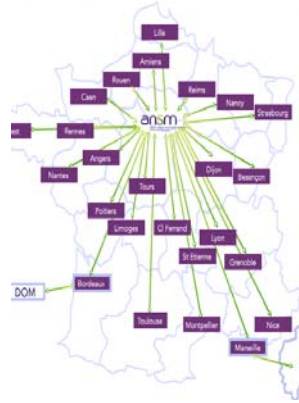 Lille
Amiens
Rouen
Reims
Caen
ansm
Nancy
Strasbourg
est
Rennes
Angers
Dijon
Nantes
Besançon
Tours
Poitiers
Limoges
Cl Ferrand
Lyon
St Etienne
Grenoble
DOM
Bordeaux
Toulouse
Montpellier
Nice
Marseille